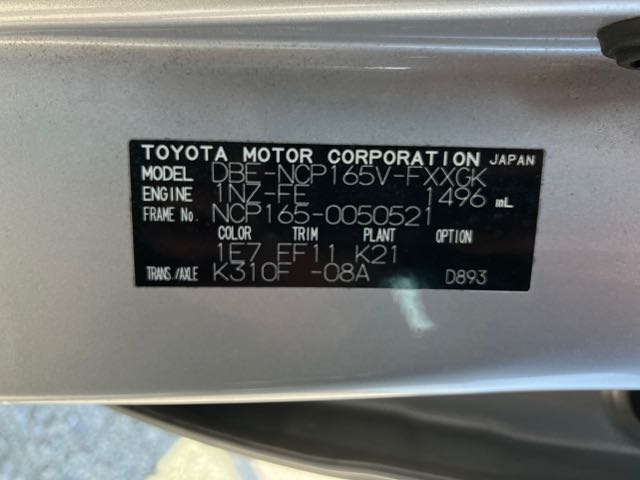 TOYOTA MOTOR CORPORATION JAPAN
MODEL DBE-NCP165V-FXXGK
ENGINE 1NZ-FE 1496 mL
FRAME No. NCP165-0050521
COLOR TRIM PLANT OPTION
1E7 EF11 K21
TRANS./AXLE K310F -08A D893